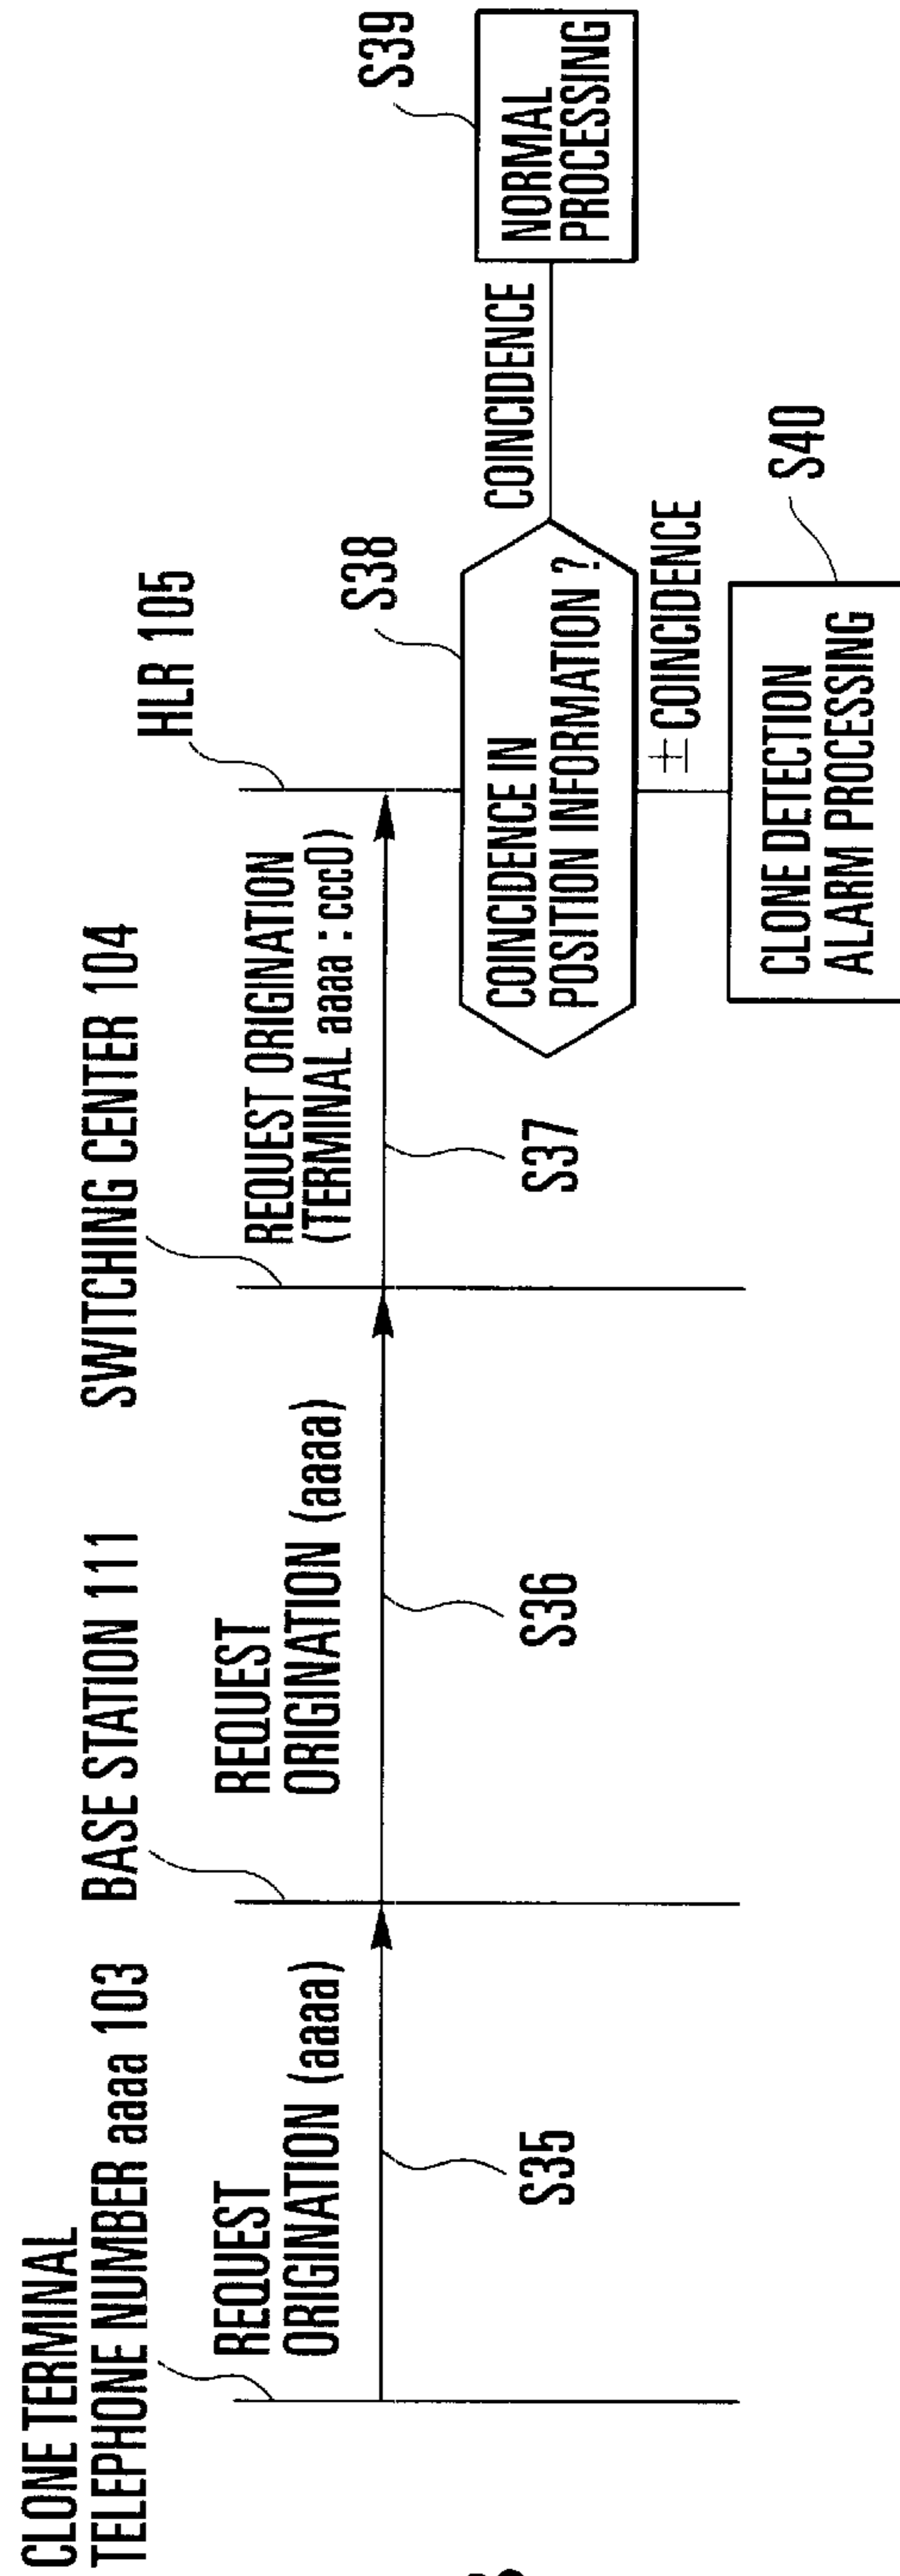 CLONE TERMINAL
TELEPHONE NUMBER aaaa 103
BASE STATION 111
SWITCHING CENTER 104
HLR 105
REQUEST
ORIGINATION (aaaa)
S35
REQUEST
ORIGINATION (aaaa)
S36
REQUEST ORIGINATION
(TERMINAL aaaa : ccc0)
S37
S38
COINCIDENCE IN
POSITION INFORMATION ?
COINCIDENCE
S39
NORMAL
PROCESSING
COINCIDENCE
S40
CLONE DETECTION
ALARM PROCESSING